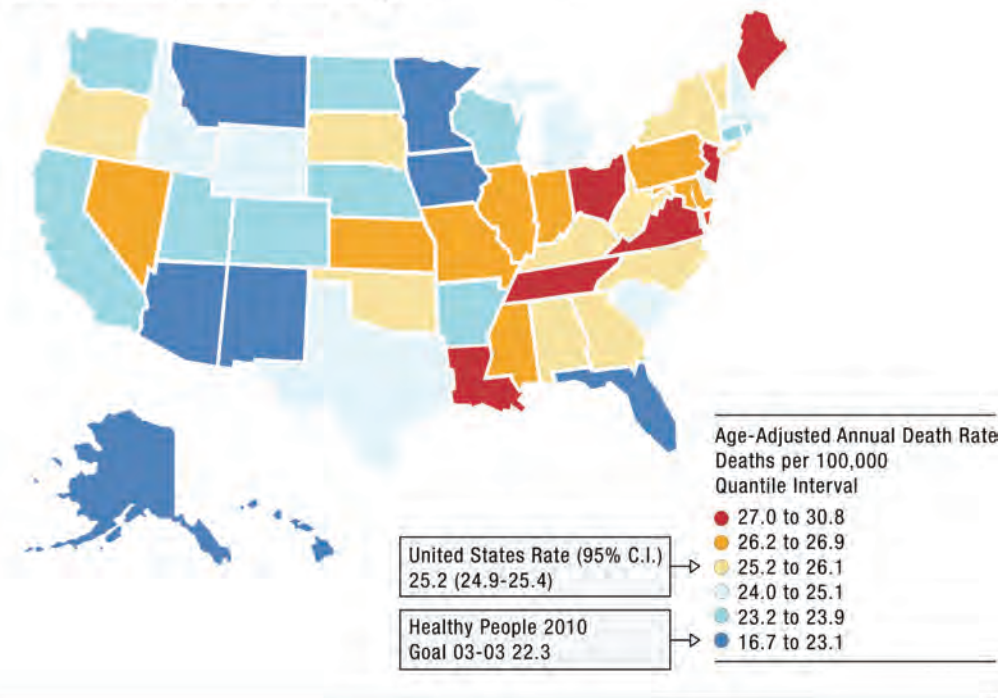 Age-Adjusted Annual Death Rate
Deaths per 100,000
Quantile Interval
27.0 to 30.8
26.2 to 26.9
25.2 to 26.1
24.0 to 25.1
23.2 to 23.9
16.7 to 23.1
United States Rate (95% C.I.)
25.2 (24.9-25.4)
Healthy People 2010
Goal 03-03 22.3